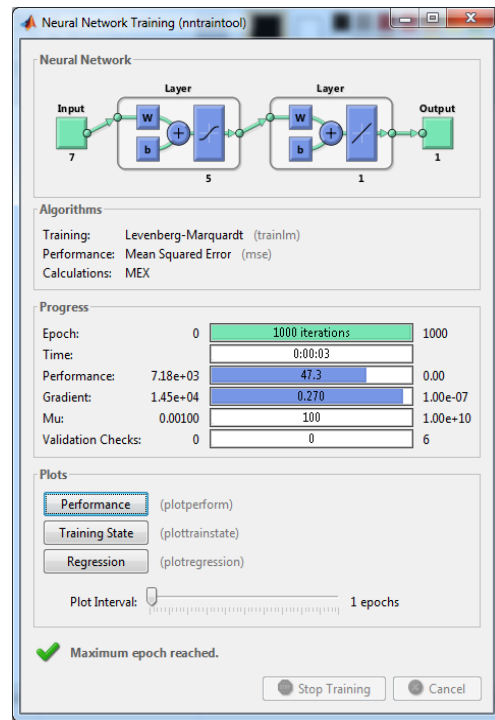 Neural Network Training (nntraintool)
Neural Network
Layer Layer
Input Output
W W
b b
7 1
5 1
Algorithms
Training: Levenberg-Marquardt (trainlm)
Performance: Mean Squared Error (mse)
Calculations: MEX
Progress
Epoch: 0 1000 iterations 1000
Time: 0:00:03
Performance: 7.18e+03 47.3 0.00
Gradient: 1.45e+04 0.270 1.00e-07
Mu: 0.00100 100 1.00e+10
Validation Checks: 0 0 6
Plots
Performance (plotperform)
Training State (plottrainstate)
Regression (plotregression)
Plot Interval: 1 epochs
Maximum epoch reached.
Stop Training Cancel